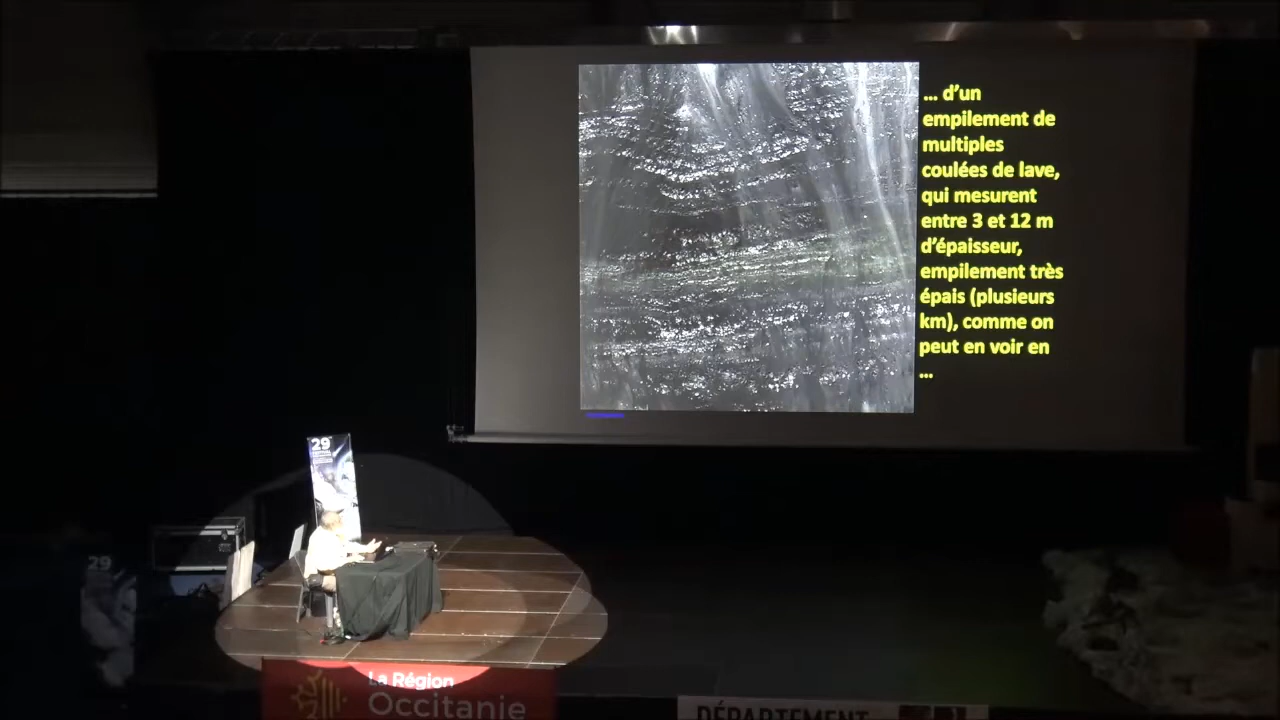 … d’un
empilement de
multiples
coulées de lave,
qui mesurent
entre 3 et 12 m
d’épaisseur,
empilement très
épais (plusieurs
km), comme on
peut en voir en
…
29
29
La Région
Occitanie
DÉPARTEMENT